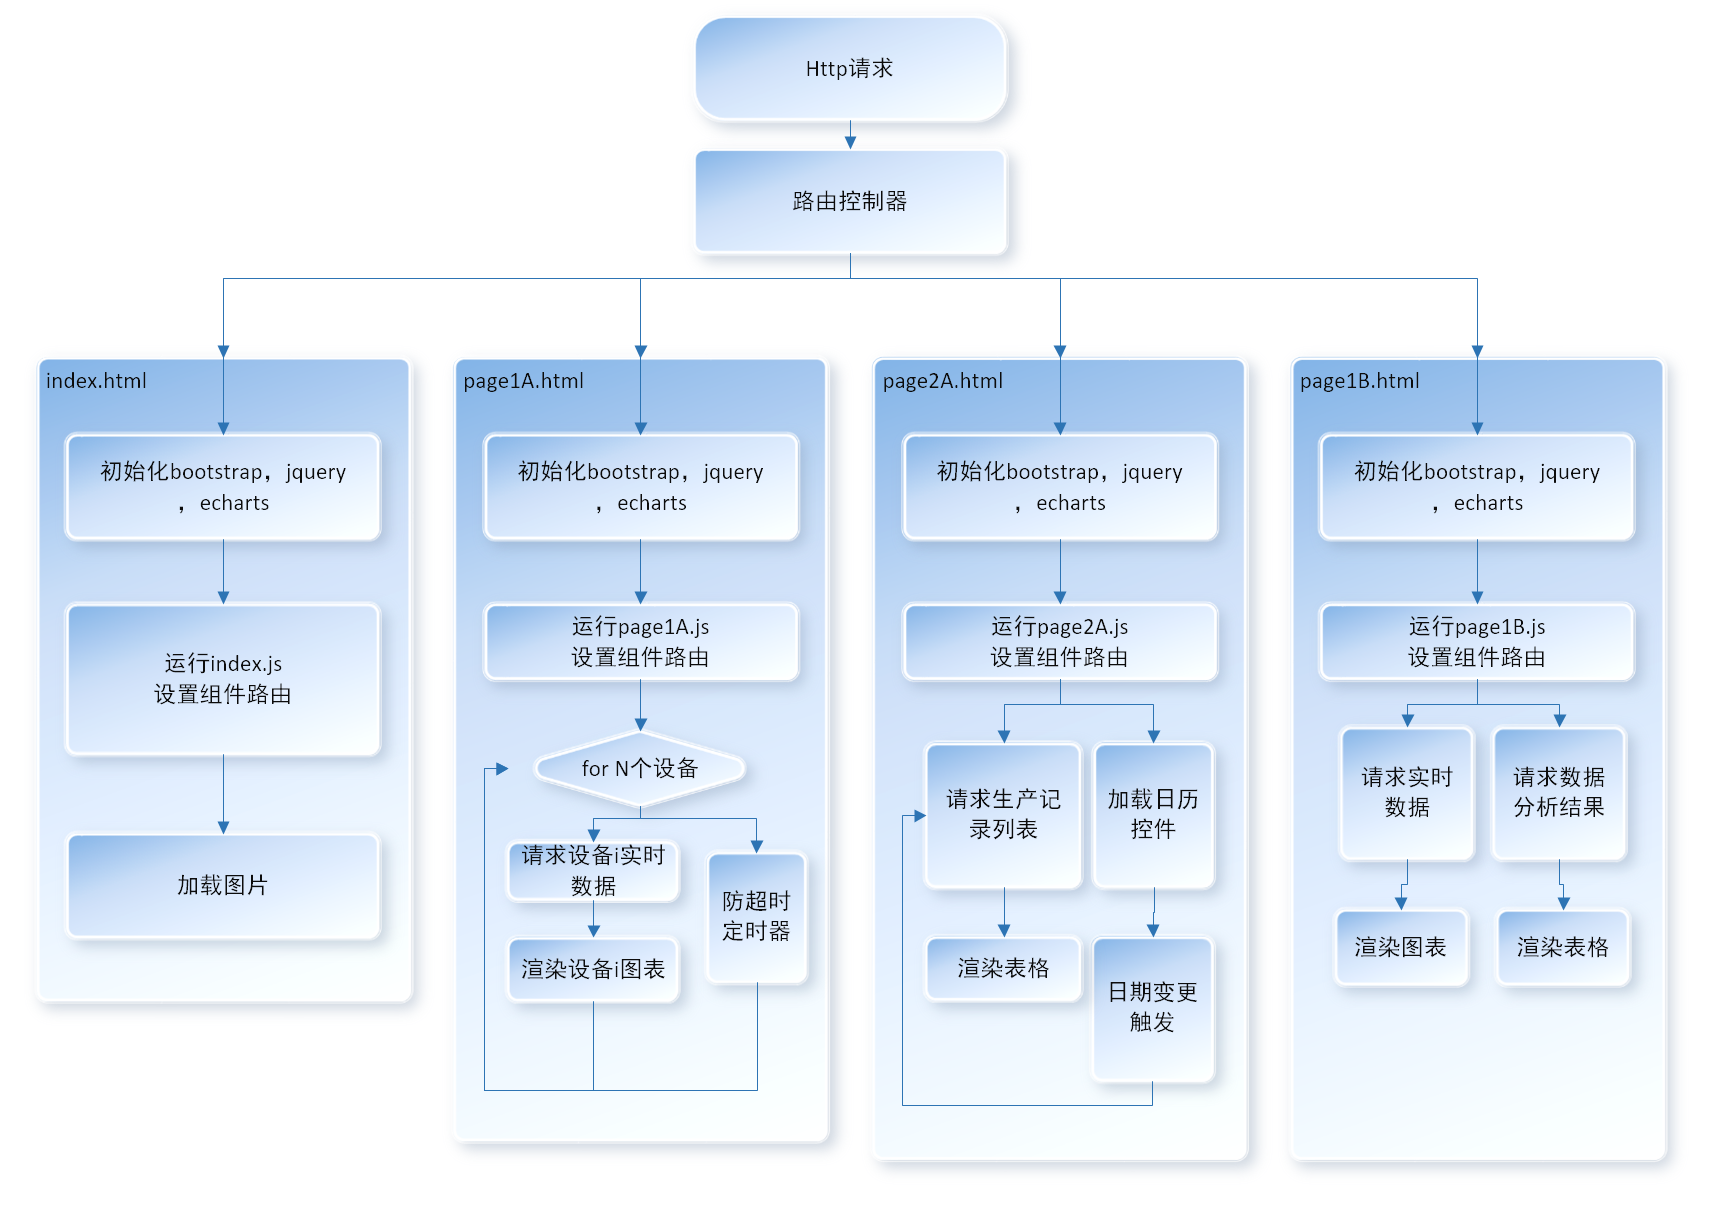 Http请求
路由控制器
index.html
初始化bootstrap，jquery
，echarts
运行index.js
设置组件路由
加载图片
page1A.html
初始化bootstrap，jquery
，echarts
运行page1A.js
设置组件路由
for N个设备
请求设备i实时
数据
渲染设备i图表
防超时
定时器
page2A.html
初始化bootstrap，jquery
，echarts
运行page2A.js
设置组件路由
请求生产记
录列表
渲染表格
加载日历
控件
日期变更
触发
page1B.html
初始化bootstrap，jquery
，echarts
运行page1B.js
设置组件路由
请求实时
数据
渲染图表
请求数据
分析结果
渲染表格